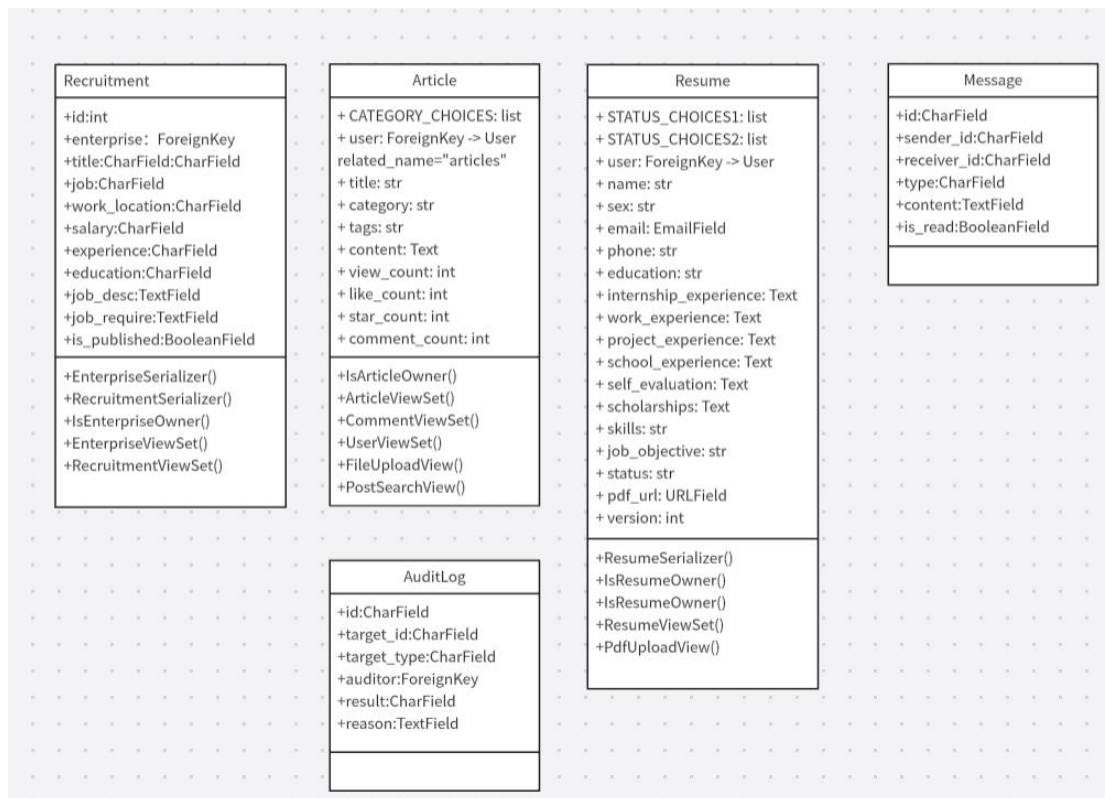 Recruitment
+id:int
+enterprise：ForeignKey
+title:CharField:CharField
+job:CharField
+work_location:CharField
+salary:CharField
+experience:CharField
+education:CharField
+job_desc:TextField
+job_require:TextField
+is_published:BooleanField
+EnterpriseSerializer()
+RecruitmentSerializer()
+IsEnterpriseOwner()
+EnterpriseViewSet()
+RecruitmentViewSet()
Article
+ CATEGORY_CHOICES: list
+ user: ForeignKey -> User
related_name="articles"
+ title: str
+ category: str
+ tags: str
+ content: Text
+ view_count: int
+ like_count: int
+ star_count: int
+ comment_count: int
+IsArticleOwner()
+ArticleViewSet()
+CommentViewSet()
+UserViewSet()
+FileUploadView()
+PostSearchView()
AuditLog
+id:CharField
+target_id:CharField
+target_type:CharField
+auditor:ForeignKey
+result:CharField
+reason:TextField
Resume
+ STATUS_CHOICES1: list
+ STATUS_CHOICES2: list
+ user: ForeignKey -> User
+ name: str
+ sex: str
+ email: EmailField
+ phone: str
+ education: str
+ internship_experience: Text
+ work_experience: Text
+ project_experience: Text
+ school_experience: Text
+ self_evaluation: Text
+ scholarships: Text
+ skills: str
+ job_objective: str
+ status: str
+ pdf_url: URLField
+ version: int
+ResumeSerializer()
+IsResumeOwner()
+IsResumeOwner()
+ResumeViewSet()
+PdfUploadView()
Message
+id:CharField
+sender_id:CharField
+receiver_id:CharField
+type:CharField
+content:TextField
+is_read:BooleanField